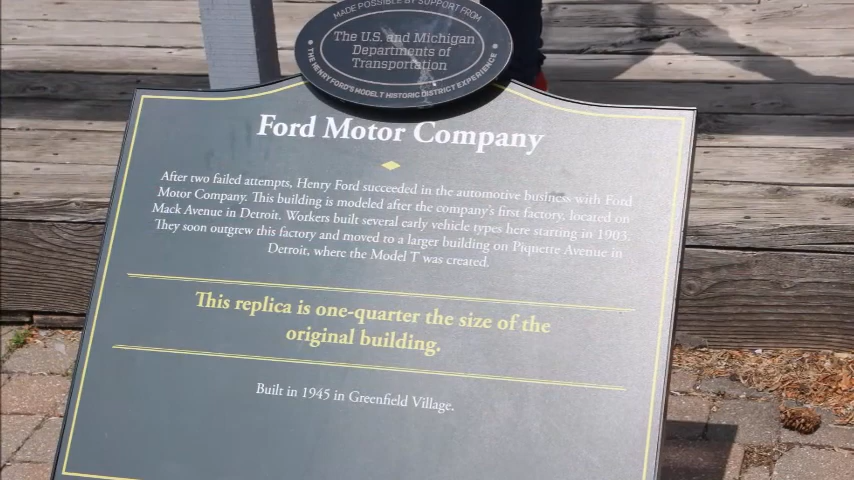 MADE POSSIBLE BY SUPPORT FROM
The U.S. and Michigan
Departments of
Transportation
• THE HENRY FORD'S MODEL T HISTORIC DISTRICT EXPERIENCE •
Ford Motor Company
After two failed attempts, Henry Ford succeeded in the automotive business with Ford
Motor Company. This building is modeled after the company's first factory, located on
Mack Avenue in Detroit. Workers built several early vehicle types here starting in 1903.
They soon outgrew this factory and moved to a larger building on Piquette Avenue in
Detroit, where the Model T was created.
This replica is one-quarter the size of the
original building.
Built in 1945 in Greenfield Village.